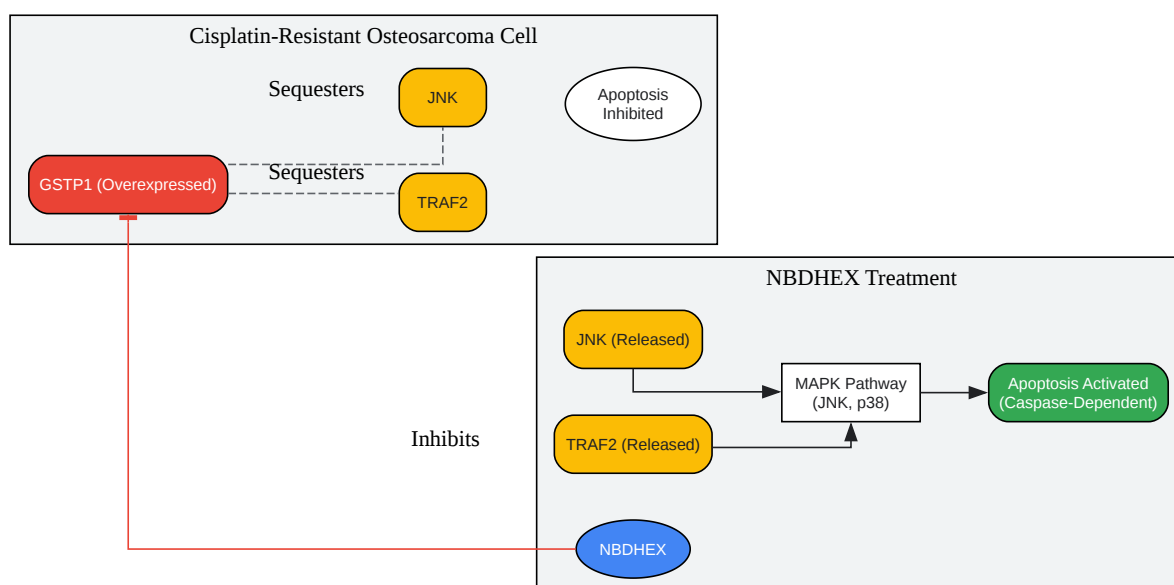 Cisplatin-Resistant Osteosarcoma Cell
Sequesters
JNK
Apoptosis
Inhibited
GSTP1 (Overexpressed)
Sequesters
TRAF2
NBDHEX Treatment
JNK (Released)
MAPK Pathway
(JNK, p38)
Apoptosis Activated
(Caspase-Dependent)
TRAF2 (Released)
Inhibits
NBDHEX